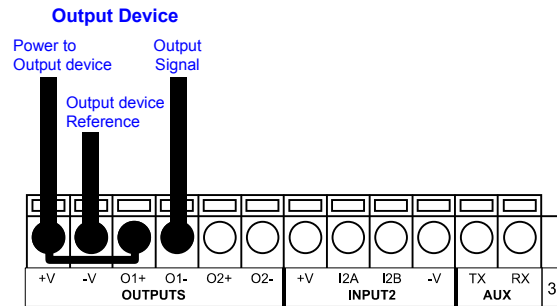 Output Device
Power to
Output device
Output
Signal
Output device
Reference
+V -V O1+ O1- O2+ O2- +V I2A I2B -V TX RX
OUTPUTS INPUT2 AUX 3